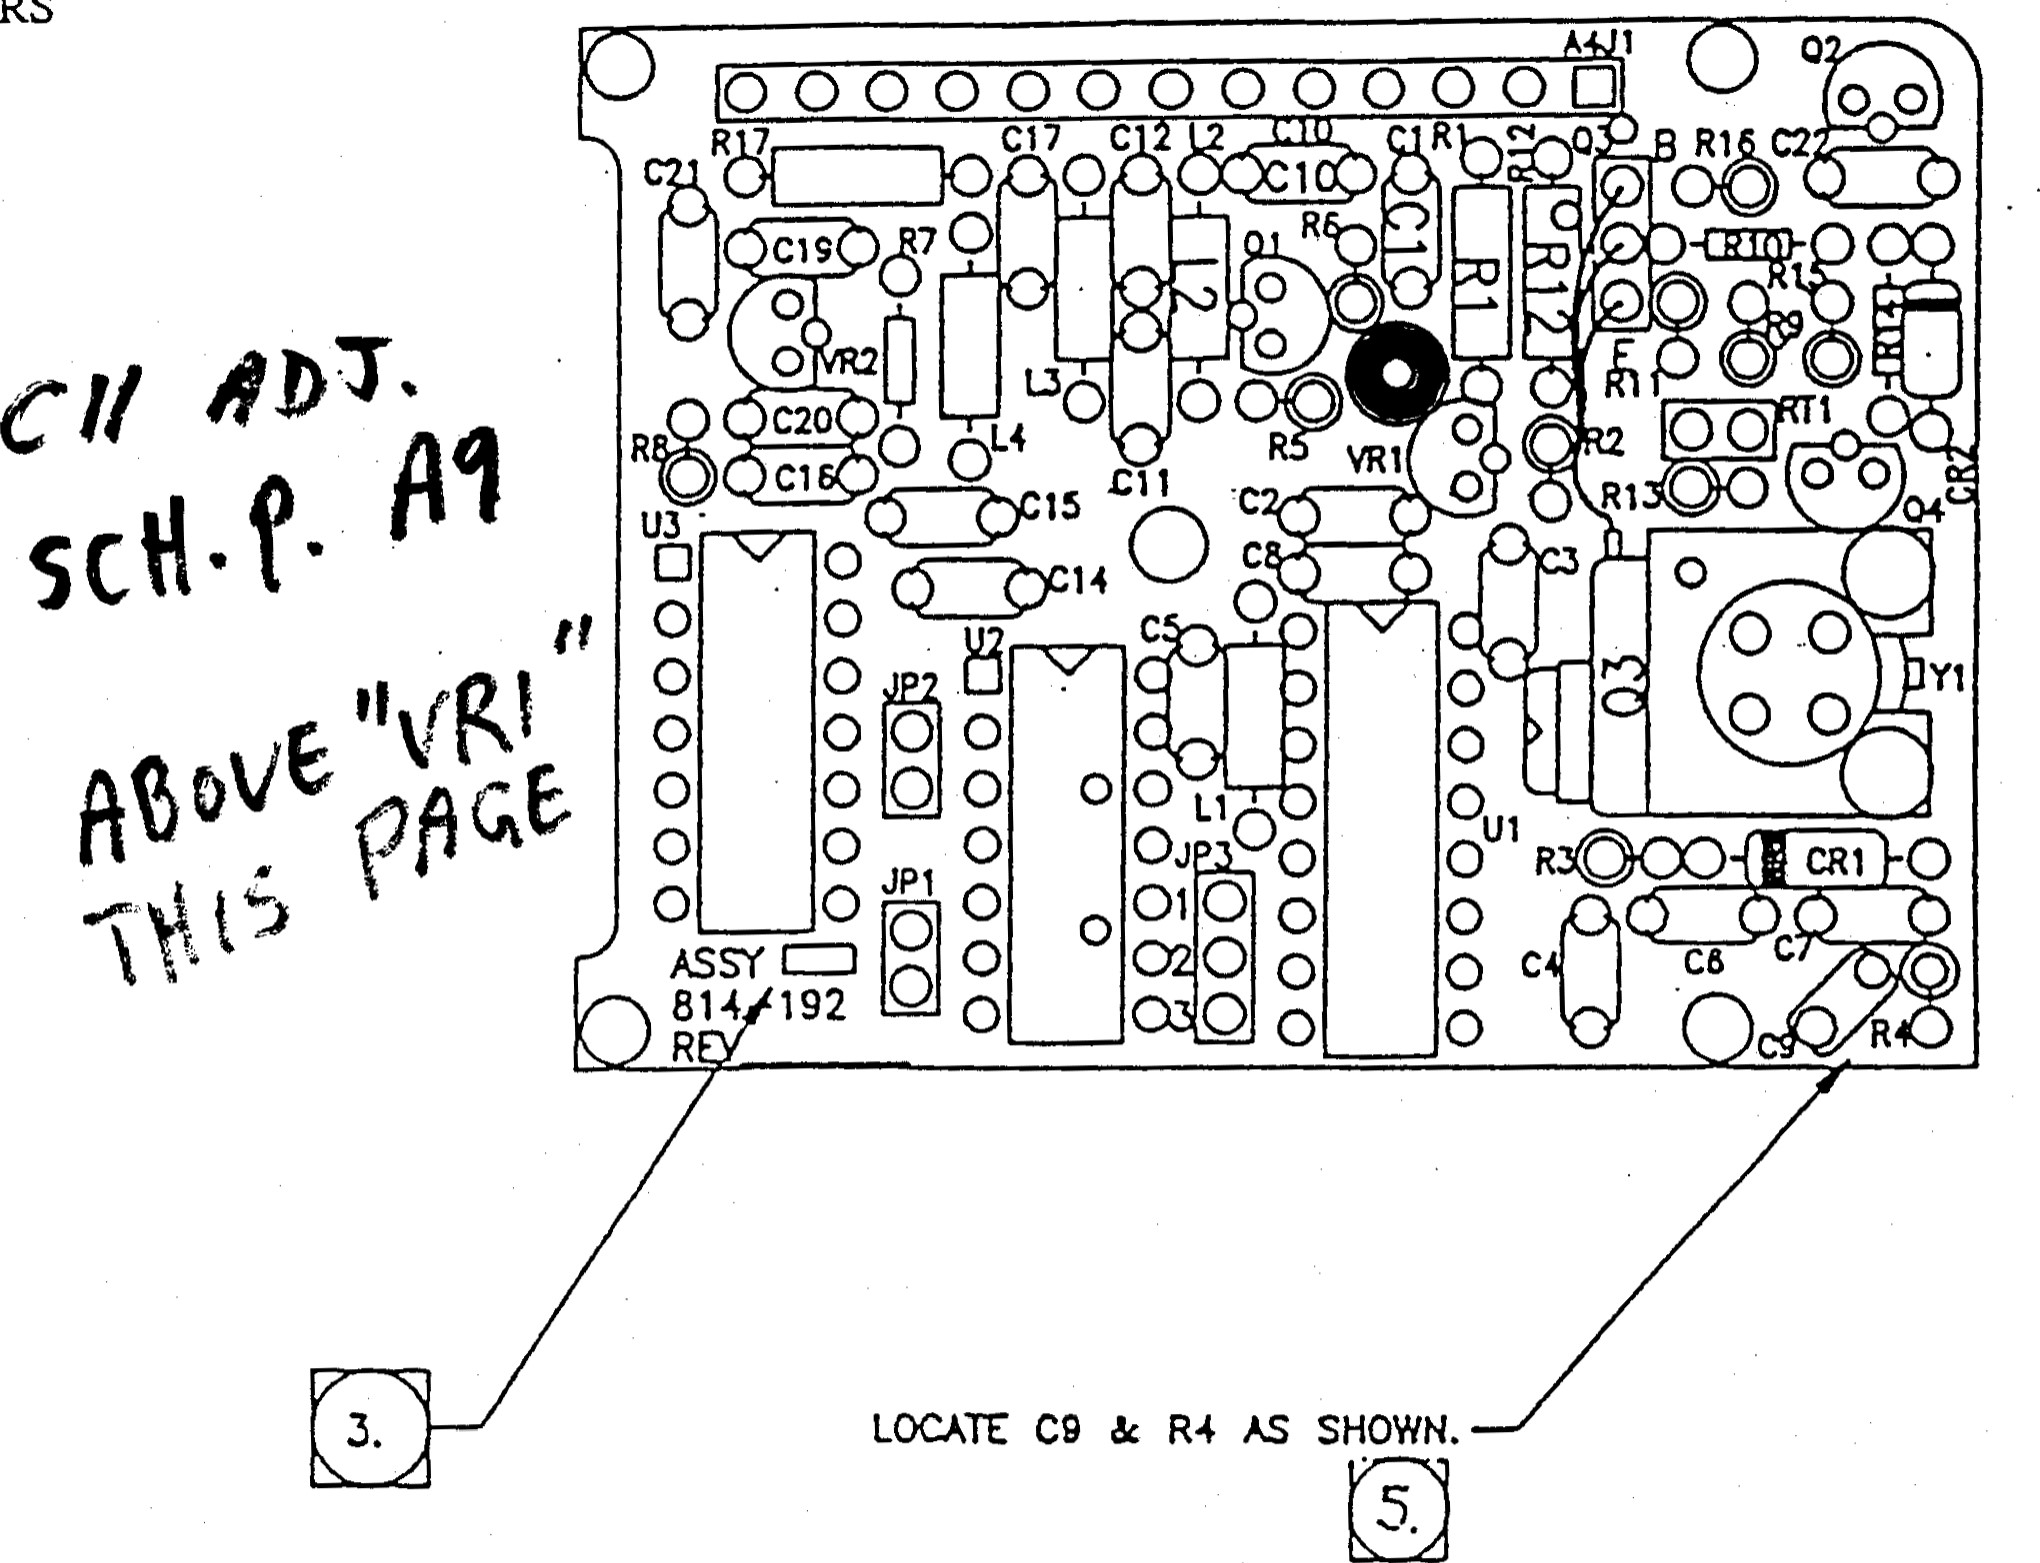 RS
C11 ADJ.
SCH. P. A9
ABOVE "VR1"
THIS PAGE
A4J1
Q2
R17
C17
C12
L2
C10
C1
R1
R12
Q3
B
R16
C22
C21
C10
C19
R7
Q1
R6
C1
R10
R15
L2
R1
R12
R9
R14
VR2
L3
E
R11
RT1
C20
R8
L4
R5
VR1
R2
CR2
C16
C11
R13
C15
C2
Q4
U3
C8
C3
C14
C5
U2
JP2
Q3
Y1
L1
U1
JP3
R3
CR1
JP1
1
2
3
C4
C6
C7
C9
R4
ASSY
814-192
REV
3.
LOCATE C9 & R4 AS SHOWN.
5.